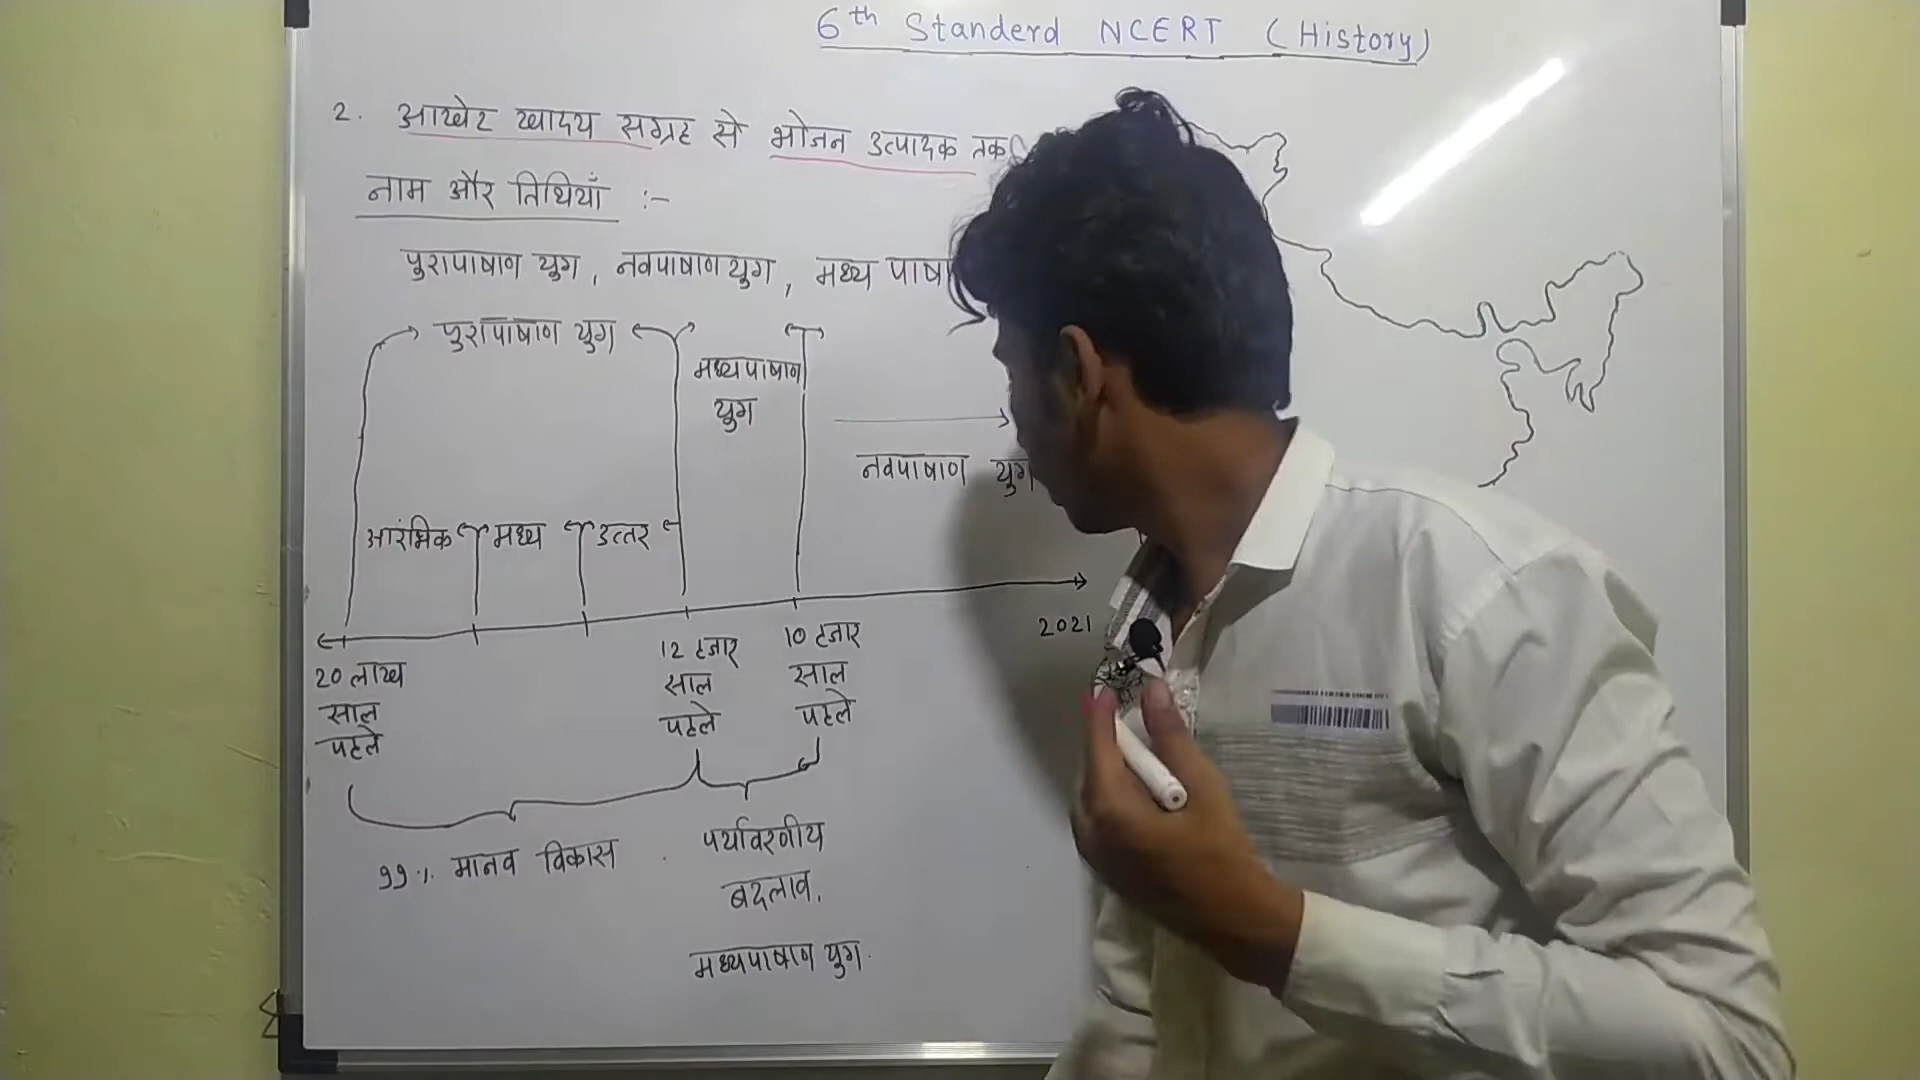 6th Standerd NCERT (History)
2. आखेट खादय सग्रह से भोजन उत्पादक तक
नाम और तिथियाँ :-
पुरापाषाण युग, नवपाषाण युग, मध्य पाषा
पुरापाषाण युग
मध्यपाषाण
युग
नवपाषाण युग
आरंभिक मध्य उत्तर
2021
20 लाख
साल
पहले
12 हजार
साल
पहले
10 हजार
साल
पहले
99% मानव विकास
पर्यावरणीय
बदलाव.
मध्यपाषाण युग.